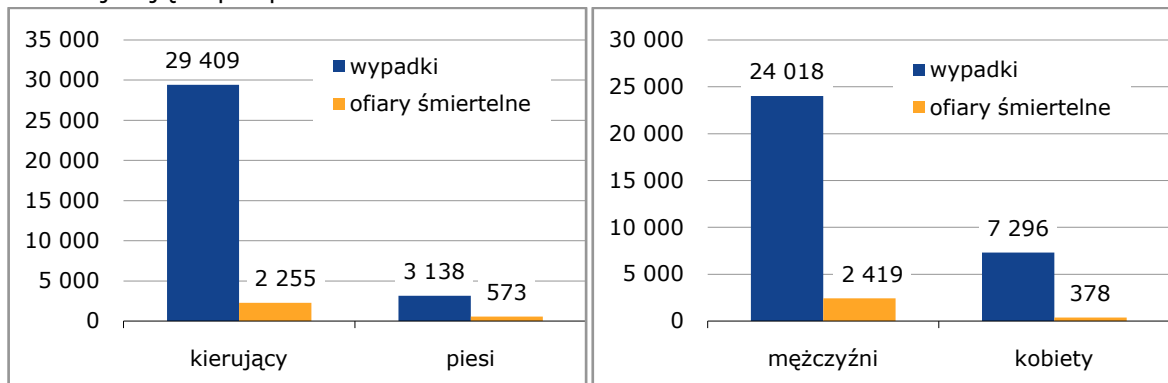 35 000
30 000
25 000
20 000
15 000
10 000
5 000
0
29 409
2 255
3 138
573
wypadki
ofiary śmiertelne
kierujący
piesi
30 000
25 000
20 000
15 000
10 000
5 000
0
24 018
2 419
7 296
378
wypadki
ofiary śmiertelne
mężczyźni
kobiety